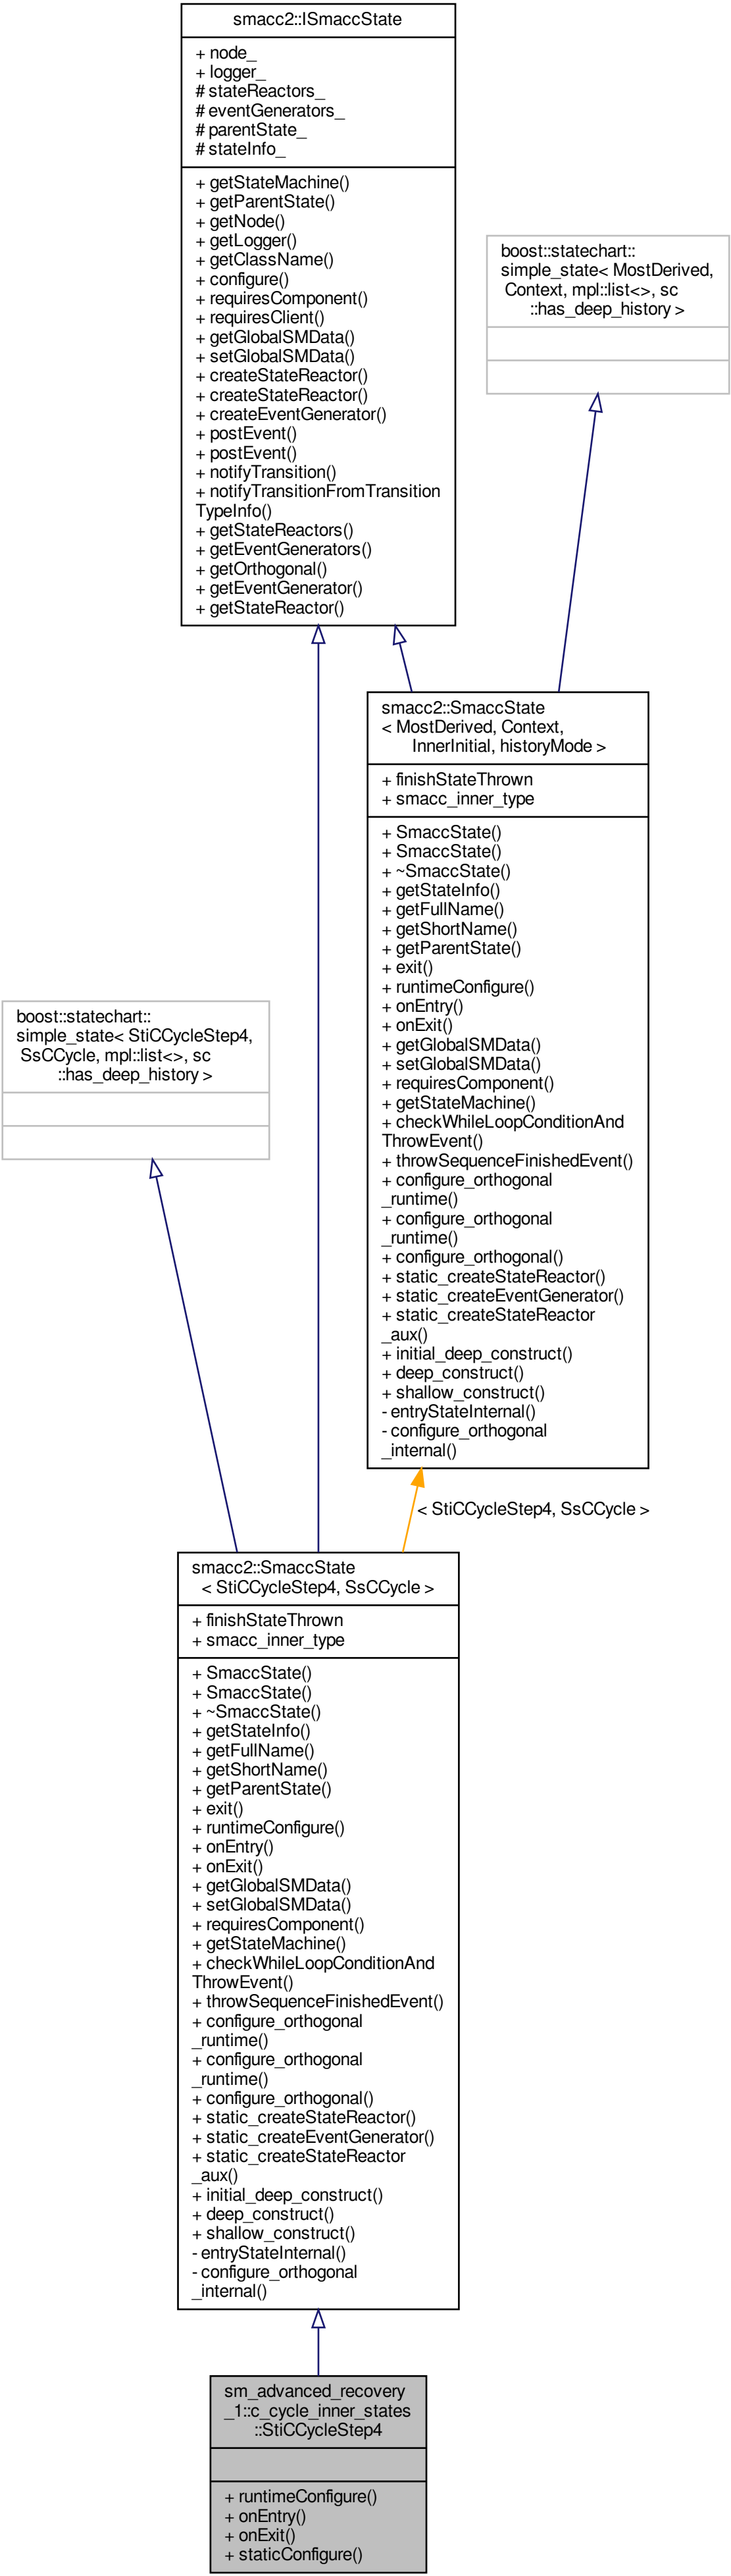 smacc2::ISmaccState
+ node_
+ logger_
# stateReactors_
# eventGenerators_
# parentState_
# stateInfo_
+ getStateMachine()
+ getParentState()
+ getNode()
+ getLogger()
+ getClassName()
+ configure()
+ requiresComponent()
+ requiresClient()
+ getGlobalSMData()
+ setGlobalSMData()
+ createStateReactor()
+ createStateReactor()
+ createEventGenerator()
+ postEvent()
+ postEvent()
+ notifyTransition()
+ notifyTransitionFromTransition
TypeInfo()
+ getStateReactors()
+ getEventGenerators()
+ getOrthogonal()
+ getEventGenerator()
+ getStateReactor()
boost::statechart::
simple_state< MostDerived,
Context, mpl::list<>, sc
::has_deep_history >
smacc2::SmaccState
< MostDerived, Context,
InnerInitial, historyMode >
+ finishStateThrown
+ smacc_inner_type
+ SmaccState()
+ SmaccState()
+ ~SmaccState()
+ getStateInfo()
+ getFullName()
+ getShortName()
+ getParentState()
+ exit()
+ runtimeConfigure()
+ onEntry()
+ onExit()
+ getGlobalSMData()
+ setGlobalSMData()
+ requiresComponent()
+ getStateMachine()
+ checkWhileLoopConditionAnd
ThrowEvent()
+ throwSequenceFinishedEvent()
+ configure_orthogonal
_runtime()
+ configure_orthogonal
_runtime()
+ configure_orthogonal()
+ static_createStateReactor()
+ static_createEventGenerator()
+ static_createStateReactor
_aux()
+ initial_deep_construct()
+ deep_construct()
+ shallow_construct()
- entryStateInternal()
- configure_orthogonal
_internal()
boost::statechart::
simple_state< StiCCycleStep4,
SsCCycle, mpl::list<>, sc
::has_deep_history >
< StiCCycleStep4, SsCCycle >
smacc2::SmaccState
< StiCCycleStep4, SsCCycle >
+ finishStateThrown
+ smacc_inner_type
+ SmaccState()
+ SmaccState()
+ ~SmaccState()
+ getStateInfo()
+ getFullName()
+ getShortName()
+ getParentState()
+ exit()
+ runtimeConfigure()
+ onEntry()
+ onExit()
+ getGlobalSMData()
+ setGlobalSMData()
+ requiresComponent()
+ getStateMachine()
+ checkWhileLoopConditionAnd
ThrowEvent()
+ throwSequenceFinishedEvent()
+ configure_orthogonal
_runtime()
+ configure_orthogonal
_runtime()
+ configure_orthogonal()
+ static_createStateReactor()
+ static_createEventGenerator()
+ static_createStateReactor
_aux()
+ initial_deep_construct()
+ deep_construct()
+ shallow_construct()
- entryStateInternal()
- configure_orthogonal
_internal()
sm_advanced_recovery
_1::c_cycle_inner_states
::StiCCycleStep4
+ runtimeConfigure()
+ onEntry()
+ onExit()
+ staticConfigure()